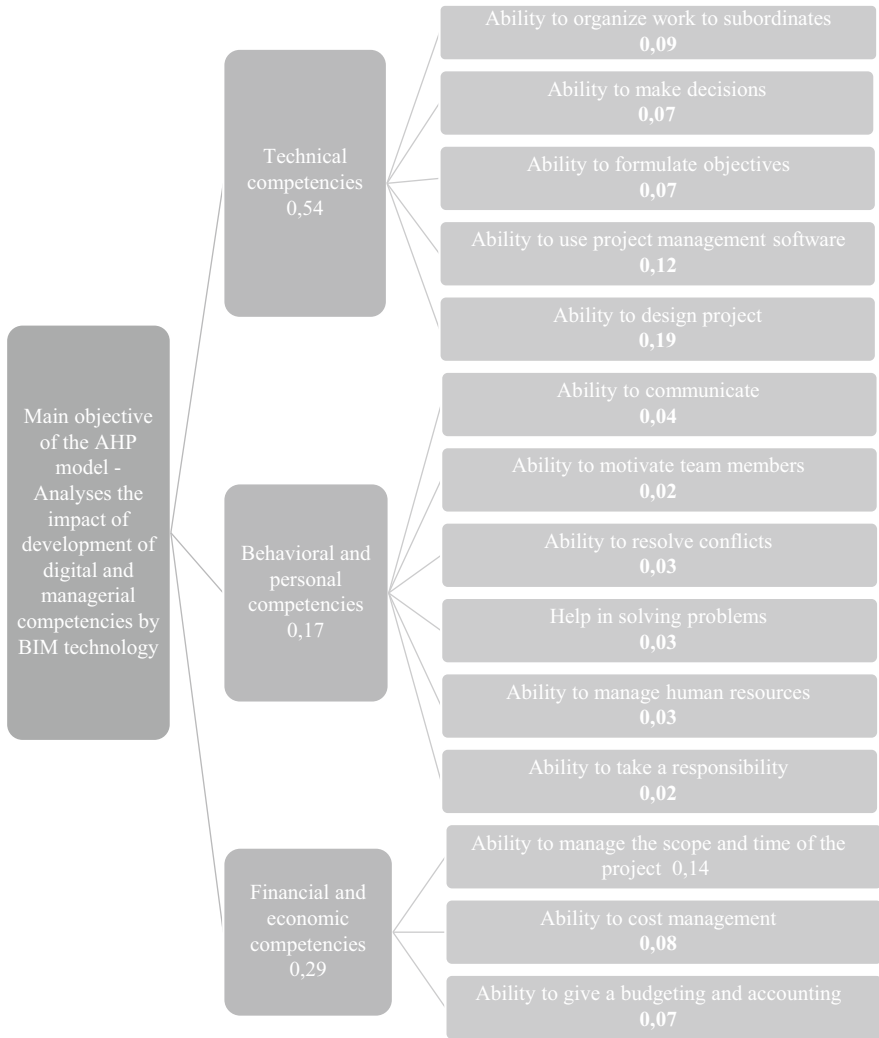 Main objective
of the AHP
model -
Analyses the
impact of
development of
digital and
managerial
competencies by
BIM technology
Technical
competencies
0,54
Ability to organize work to subordinates
0,09
Ability to make decisions
0,07
Ability to formulate objectives
0,07
Ability to use project management software
0,12
Ability to design project
0,19
Behavioral and
personal
competencies
0,17
Ability to communicate
0,04
Ability to motivate team members
0,02
Ability to resolve conflicts
0,03
Help in solving problems
0,03
Ability to manage human resources
0,03
Ability to take a responsibility
0,02
Financial and
economic
competencies
0,29
Ability to manage the scope and time of the
project 0,14
Ability to cost management
0,08
Ability to give a budgeting and accounting
0,07